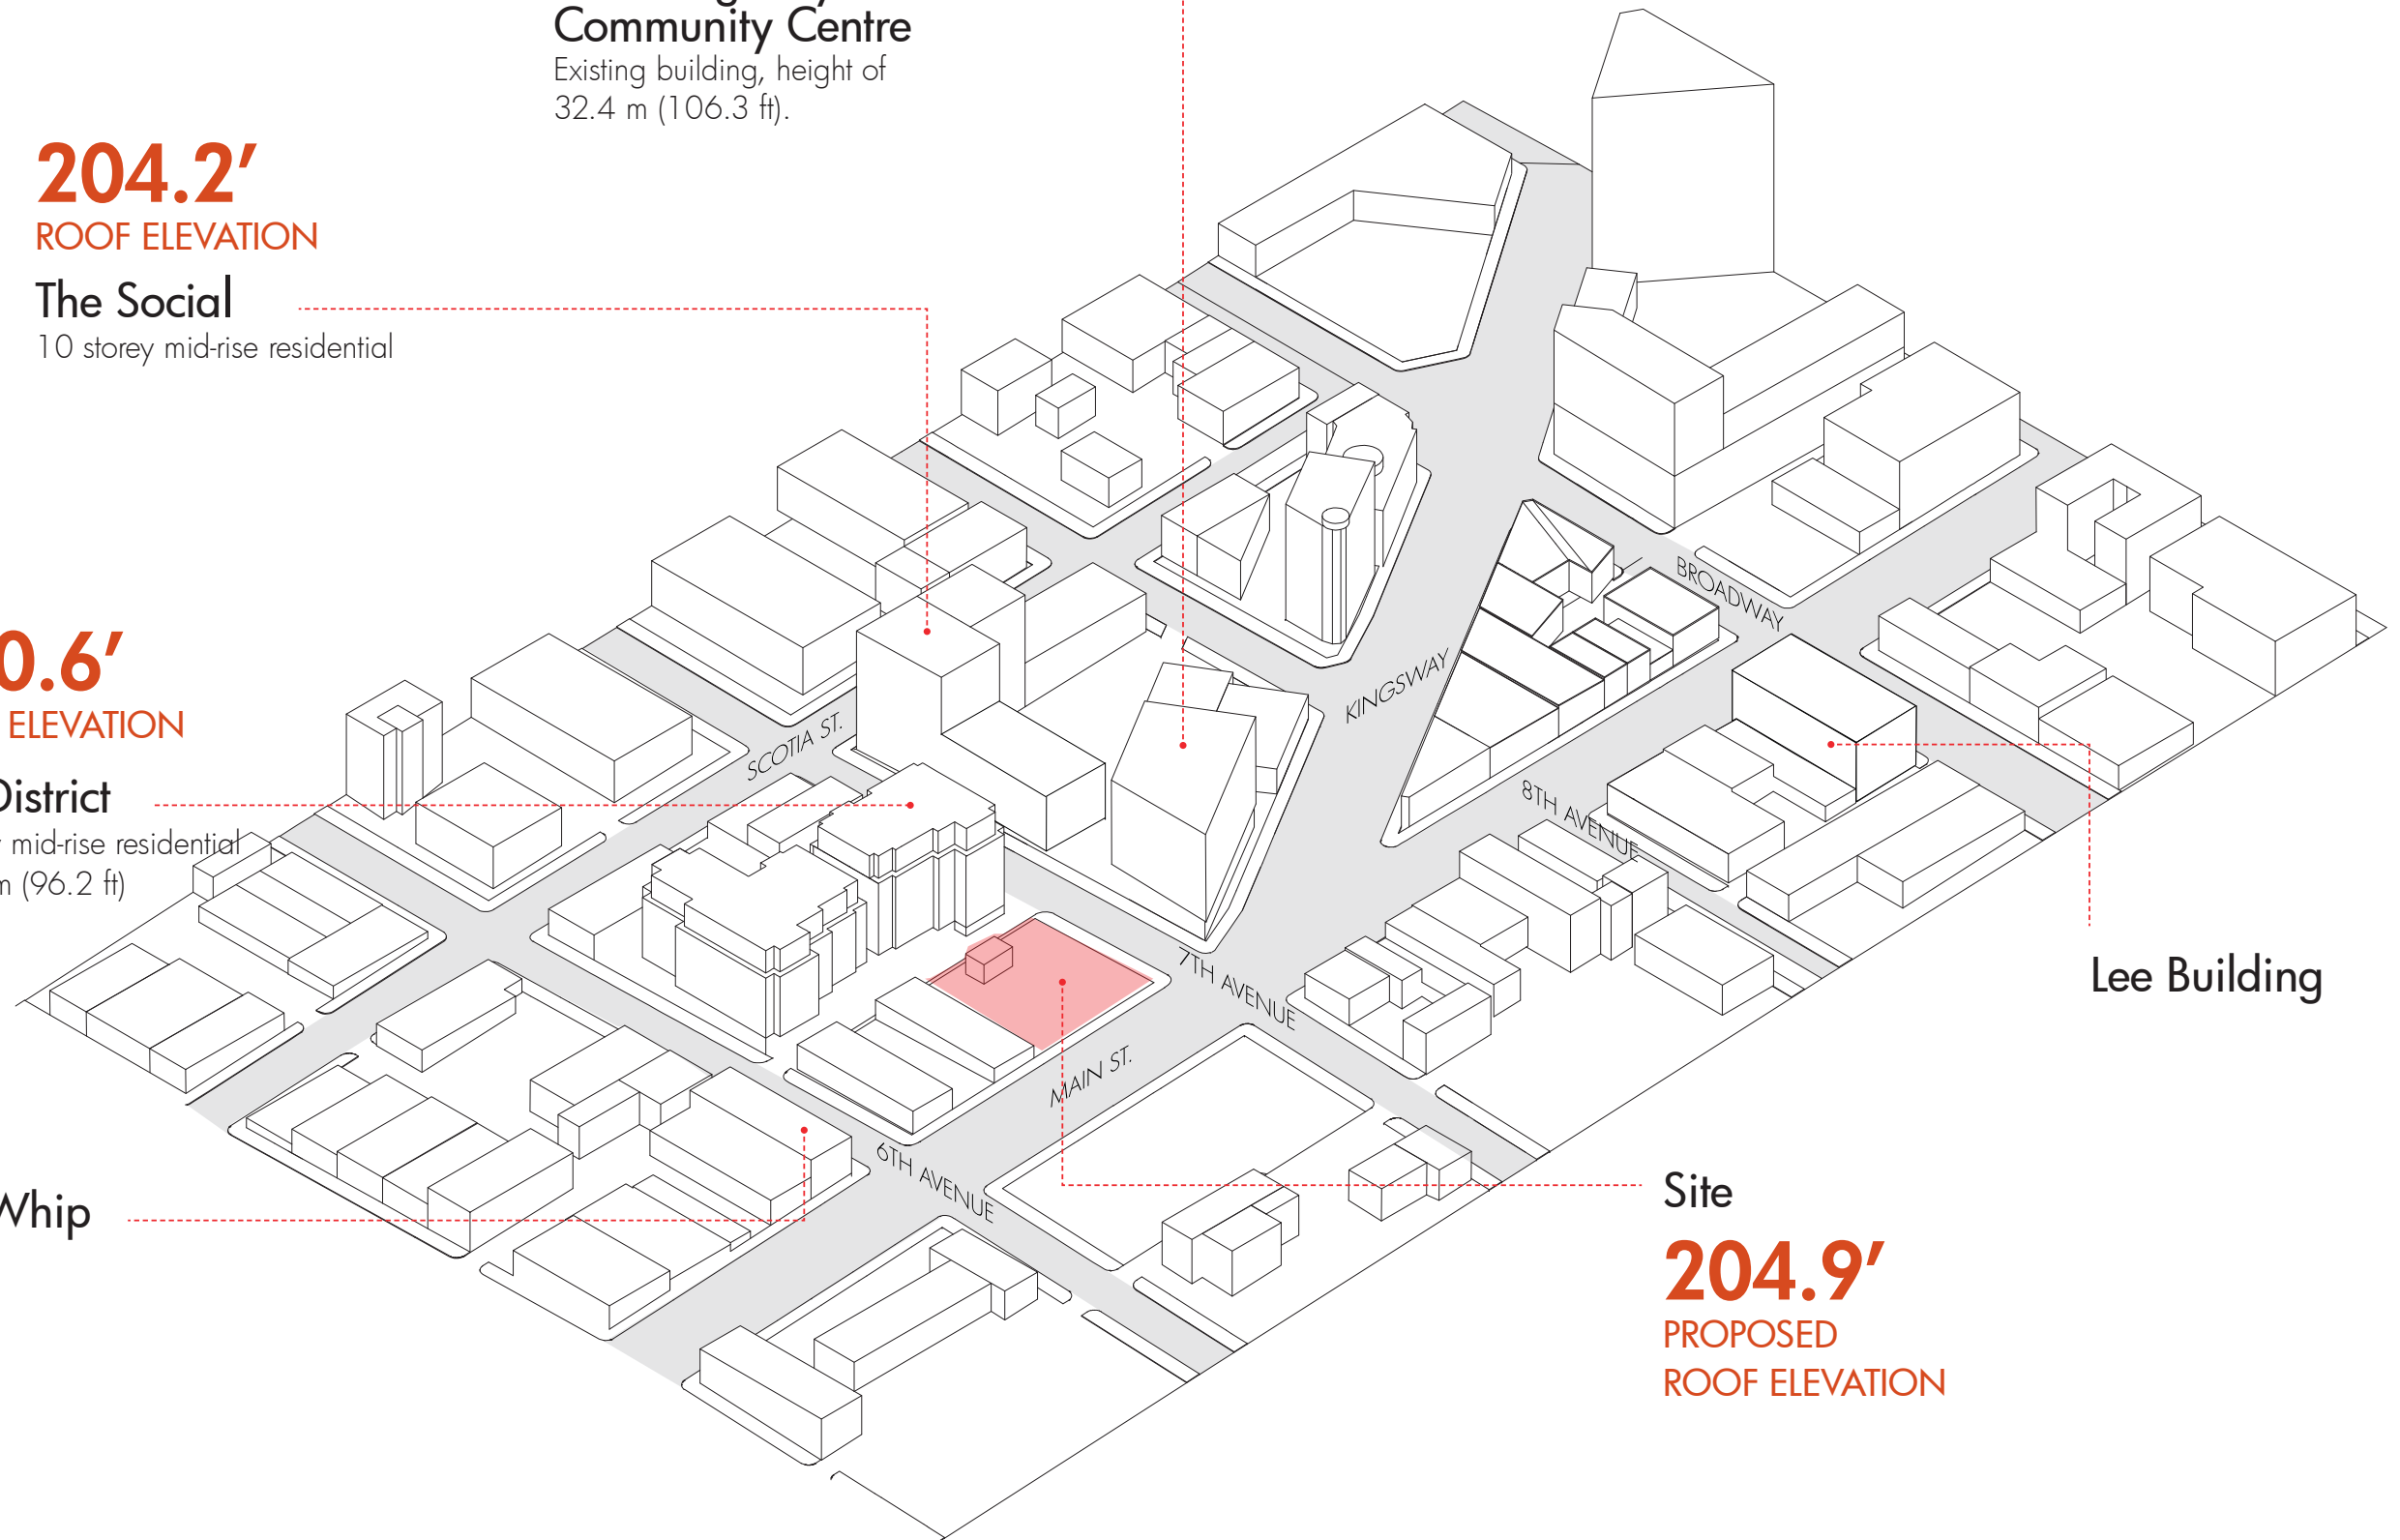 Community Centre
Existing building, height of
32.4 m (106.3 ft).
204.2’
ROOF ELEVATION
The Social
10 storey mid-rise residential
0.6’
ELEVATION
District
mid-rise residential
m (96.2 ft)
Whip
SCOTIA ST.
KINGSWAY
BROADWAY
8TH AVENUE
7TH AVENUE
MAIN ST.
6TH AVENUE
Lee Building
Site
204.9’
PROPOSED
ROOF ELEVATION